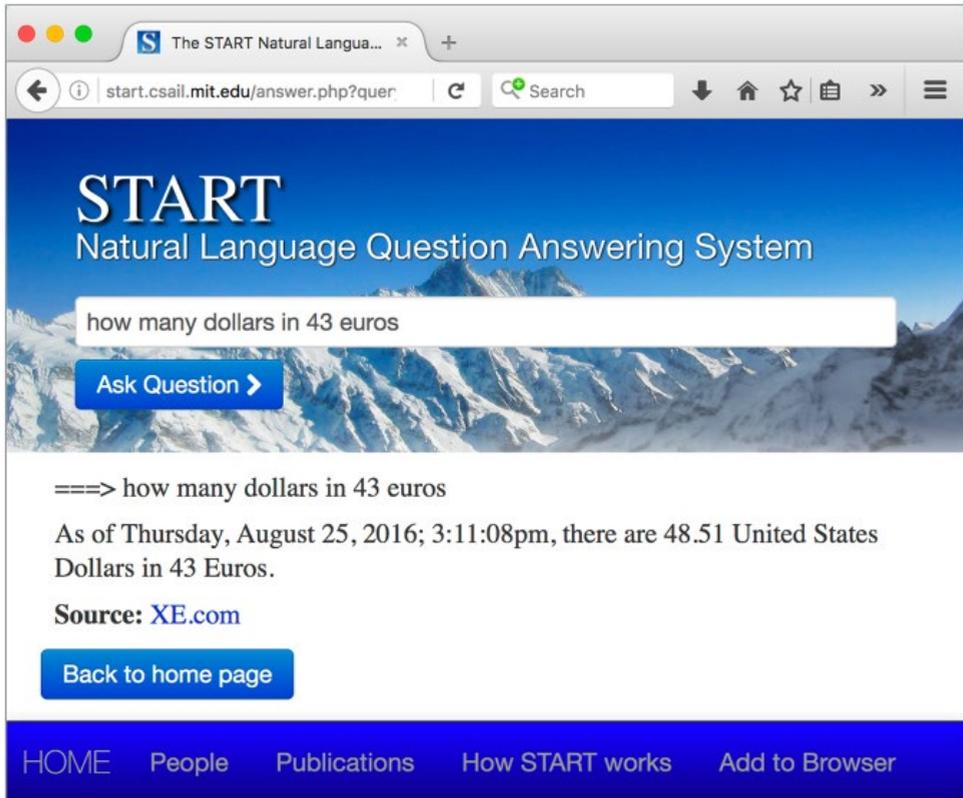 The START Natural Langua...
start.csail.mit.edu/answer.php?quer
Search
START
Natural Language Question Answering System
how many dollars in 43 euros
Ask Question
===> how many dollars in 43 euros
As of Thursday, August 25, 2016; 3:11:08pm, there are 48.51 United States
Dollars in 43 Euros.
Source: XE.com
Back to home page
HOME People Publications How START works Add to Browser